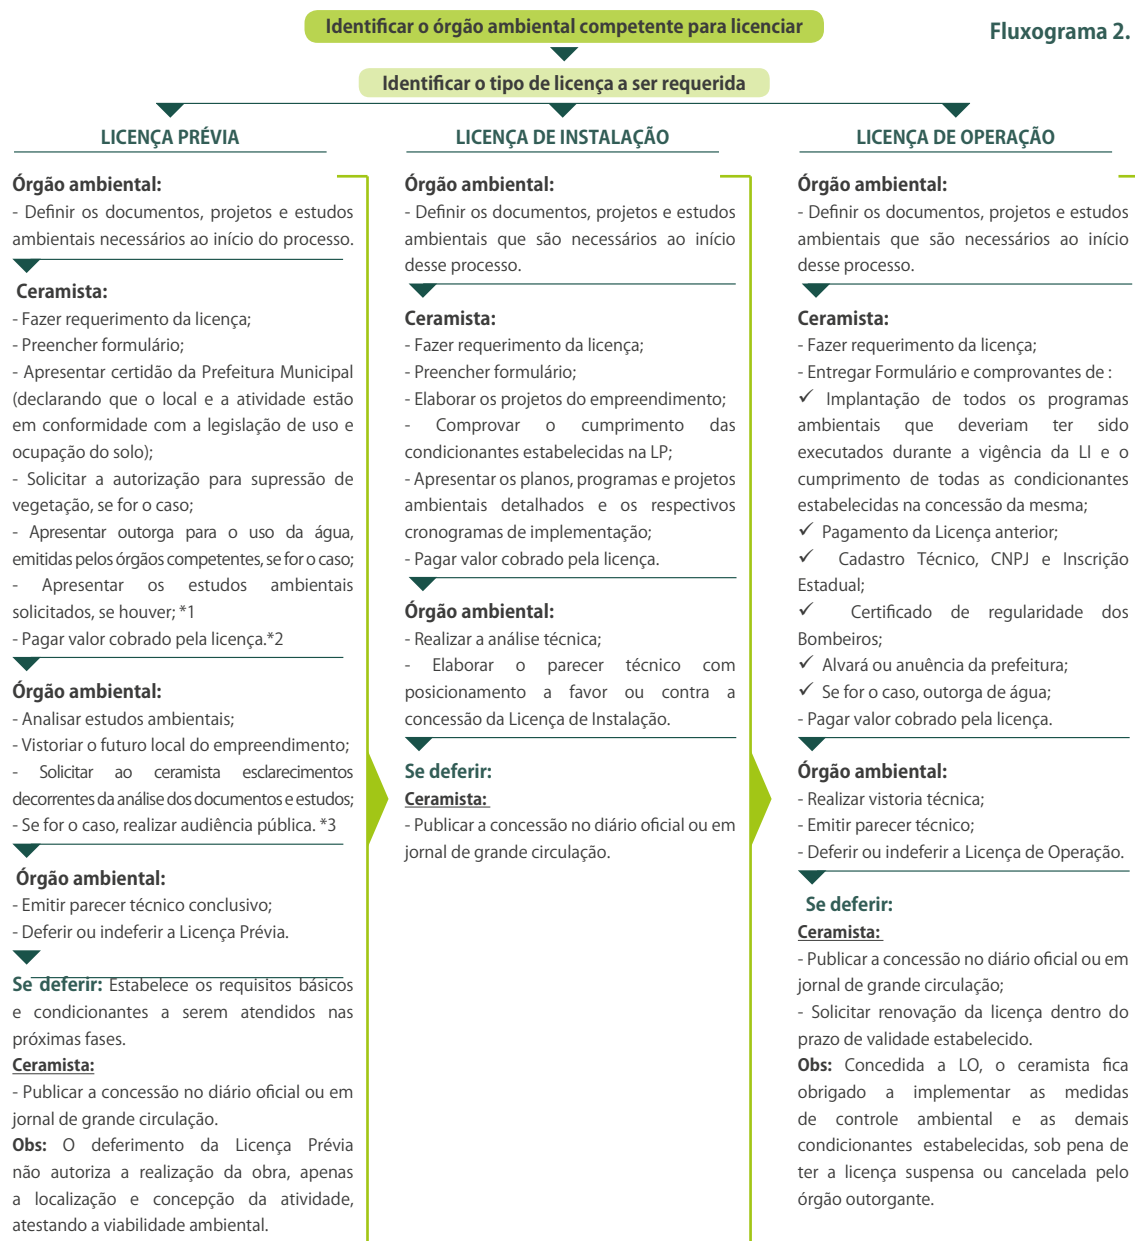 Identificar o órgão ambiental competente para licenciar
Fluxograma 2.
Identificar o tipo de licença a ser requerida
LICENÇA PRÉVIA
Órgão ambiental:
- Definir os documentos, projetos e estudos
ambientais necessários ao início do processo.
Ceramista:
- Fazer requerimento da licença;
- Preencher formulário;
- Apresentar certidão da Prefeitura Municipal
(declarando que o local e a atividade estão
em conformidade com a legislação de uso e
ocupação do solo);
- Solicitar a autorização para supressão de
vegetação, se for o caso;
- Apresentar outorga para o uso da água,
emitidas pelos órgãos competentes, se for o caso;
- Apresentar os estudos ambientais
solicitados, se houver; *1
- Pagar valor cobrado pela licença.*2
Órgão ambiental:
- Analisar estudos ambientais;
- Vistoriar o futuro local do empreendimento;
- Solicitar ao ceramista esclarecimentos
decorrentes da análise dos documentos e estudos;
- Se for o caso, realizar audiência pública. *3
Órgão ambiental:
- Emitir parecer técnico conclusivo;
- Deferir ou indeferir a Licença Prévia.
Se deferir: Estabelece os requisitos básicos
e condicionantes a serem atendidos nas
próximas fases.
Ceramista:
- Publicar a concessão no diário oficial ou em
jornal de grande circulação.
Obs: O deferimento da Licença Prévia
não autoriza a realização da obra, apenas
a localização e concepção da atividade,
atestando a viabilidade ambiental.
LICENÇA DE INSTALAÇÃO
Órgão ambiental:
- Definir os documentos, projetos e estudos
ambientais que são necessários ao início
desse processo.
Ceramista:
- Fazer requerimento da licença;
- Preencher formulário;
- Elaborar os projetos do empreendimento;
- Comprovar o cumprimento das
condicionantes estabelecidas na LP;
- Apresentar os planos, programas e projetos
ambientais detalhados e os respectivos
cronogramas de implementação;
- Pagar valor cobrado pela licença.
Órgão ambiental:
- Realizar a análise técnica;
- Elaborar o parecer técnico com
posicionamento a favor ou contra a
concessão da Licença de Instalação.
Se deferir:
Ceramista:
- Publicar a concessão no diário oficial ou em
jornal de grande circulação.
LICENÇA DE OPERAÇÃO
Órgão ambiental:
- Definir os documentos, projetos e estudos
ambientais que são necessários ao início
desse processo.
Ceramista:
- Fazer requerimento da licença;
- Entregar Formulário e comprovantes de :
✓ Implantação de todos os programas
ambientais que deveriam ter sido
executados durante a vigência da LI e o
cumprimento de todas as condicionantes
estabelecidas na concessão da mesma;
✓ Pagamento da Licença anterior;
✓ Cadastro Técnico, CNPJ e Inscrição
Estadual;
✓ Certificado de regularidade dos
Bombeiros;
✓ Alvará ou anuência da prefeitura;
✓ Se for o caso, outorga de água;
- Pagar valor cobrado pela licença.
Órgão ambiental:
- Realizar vistoria técnica;
- Emitir parecer técnico;
- Deferir ou indeferir a Licença de Operação.
Se deferir:
Ceramista:
- Publicar a concessão no diário oficial ou em
jornal de grande circulação;
- Solicitar renovação da licença dentro do
prazo de validade estabelecido.
Obs: Concedida a LO, o ceramista fica
obrigado a implementar as medidas
de controle ambiental e as demais
condicionantes estabelecidas, sob pena de
ter a licença suspensa ou cancelada pelo
órgão outorgante.